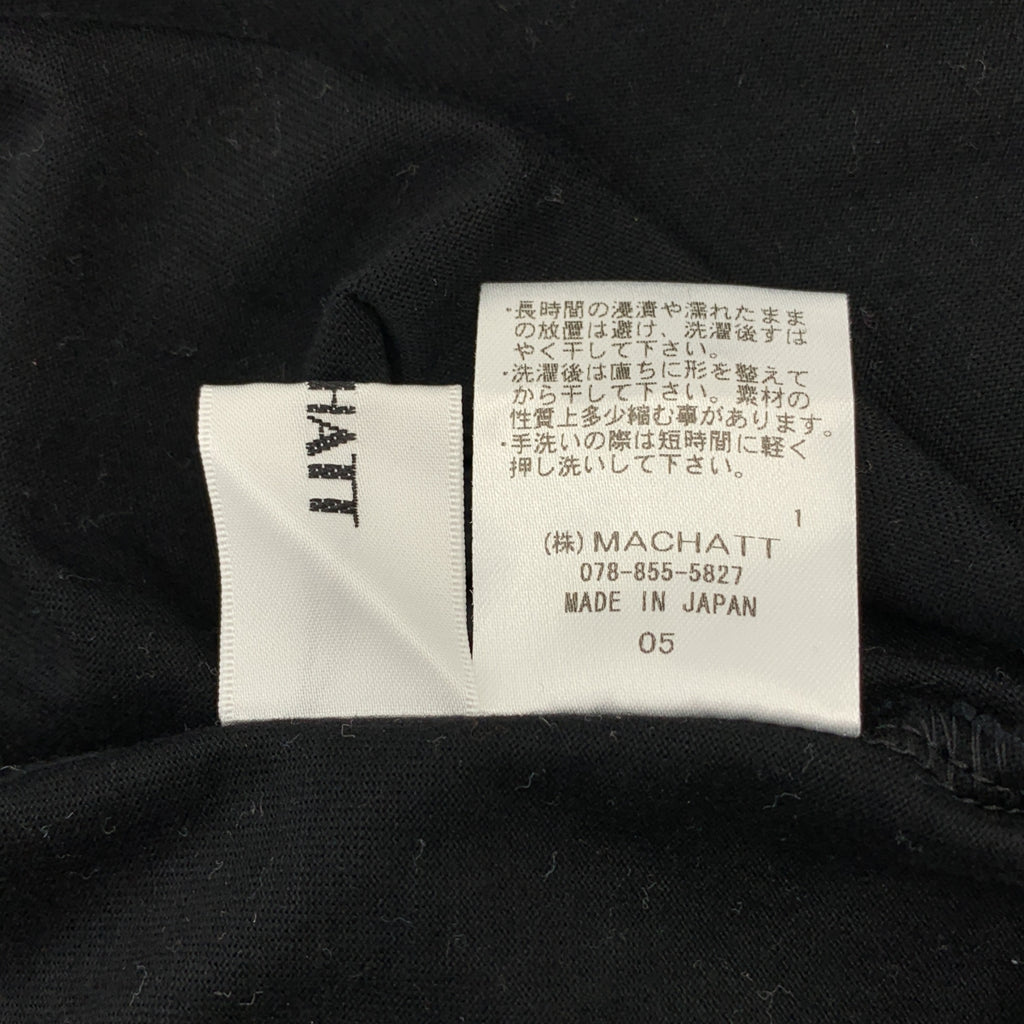 ・長時間の浸漬や濡れたまま
の放置は避け、洗濯後すば
やく干して下さい。
・洗濯後は直ちに形を整えて
から干して下さい。素材の
性質上多少縮む事があります。
・手洗いの際は短時間に軽く
押し洗いして下さい。
1
(株)MACHATT
078-855-5827
MADE IN JAPAN
05
HATT